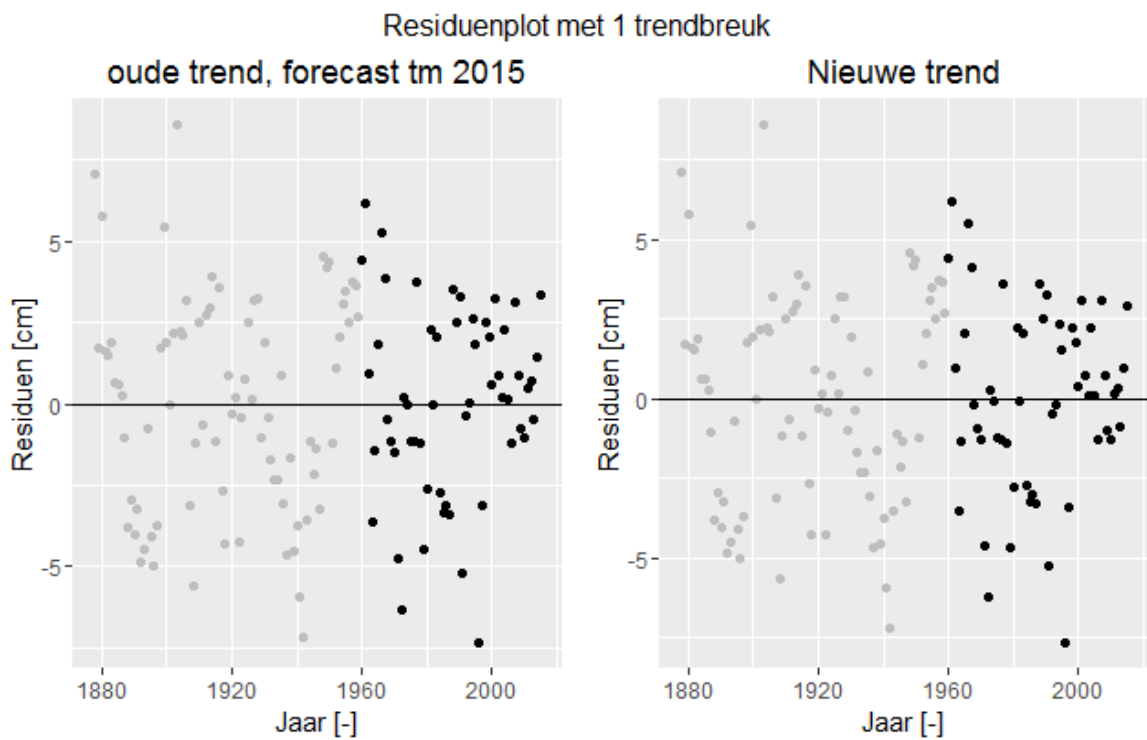 Residuenplot met 1 trendbreuk
oude trend, forecast tm 2015
Nieuwe trend
Residuen [cm]
5
0
-5
1880 1920 1960 2000
Jaar [-]
Residuen [cm]
5
0
-5
1880 1920 1960 2000
Jaar [-]